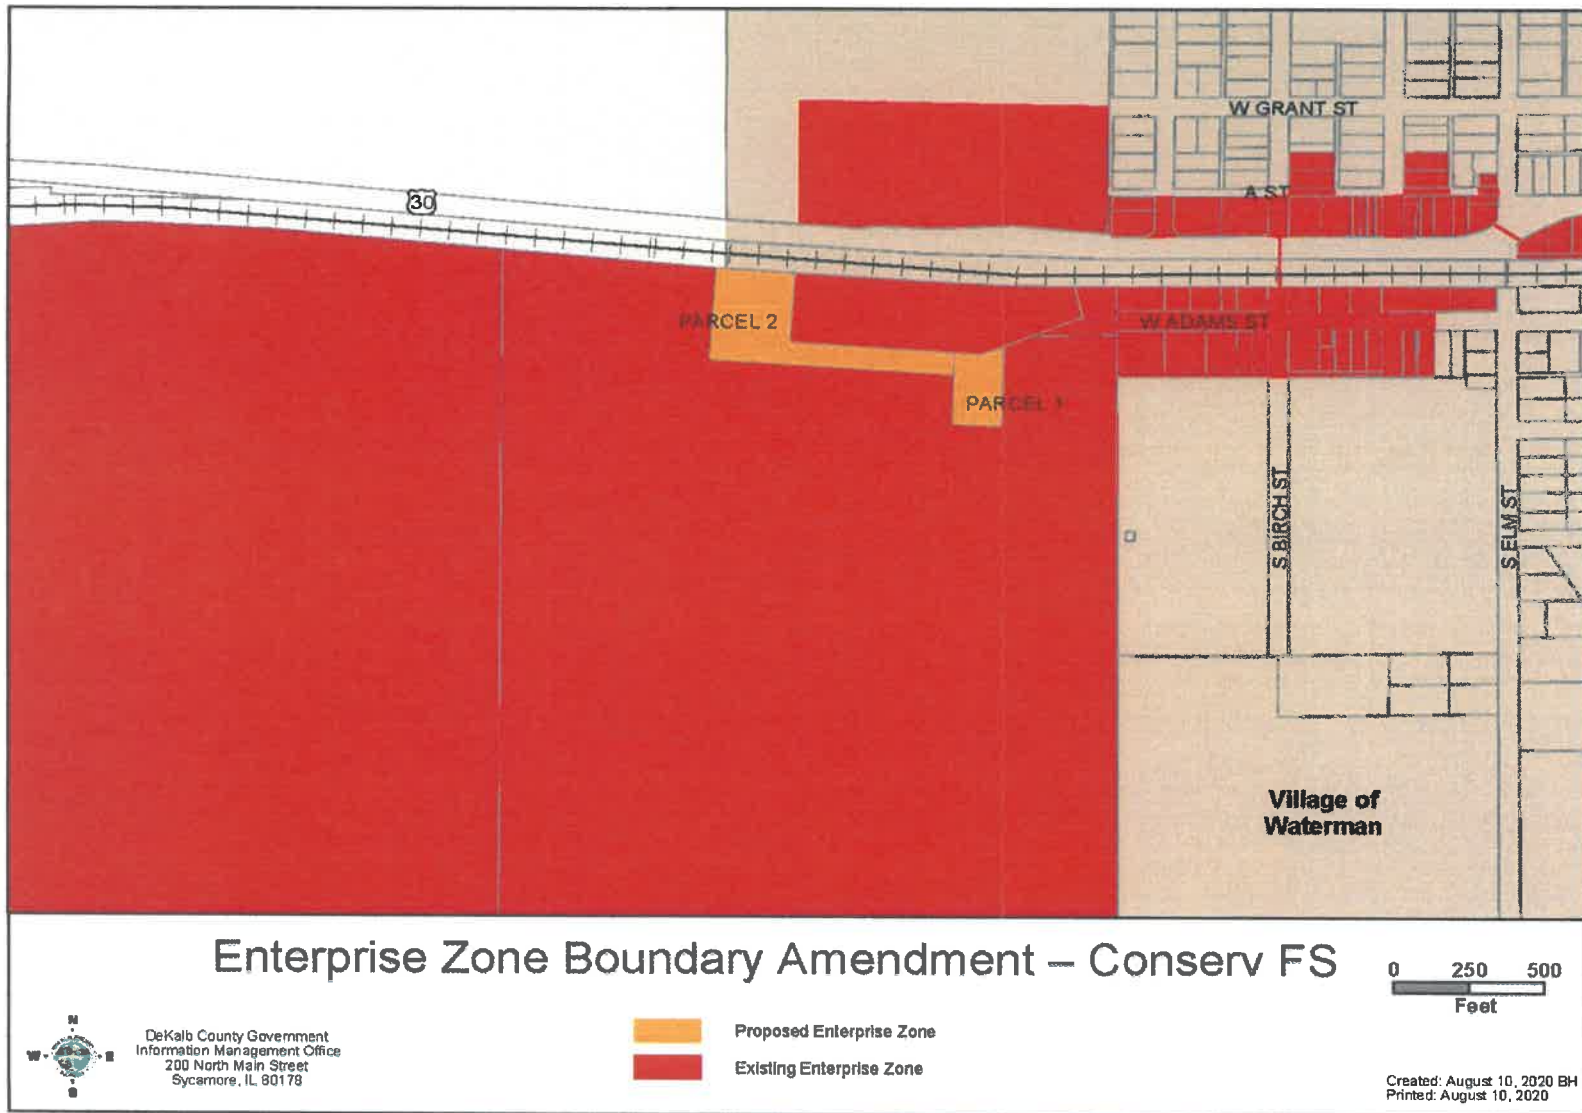 W GRANT ST
A ST
30
PARCEL 2
W ADAMS ST
PARCEL 1
S BIRCH ST
S ELM ST
Village of
Waterman
Enterprise Zone Boundary Amendment – Conserv FS
0 250 500
Feet
N
W E
S
DeKalb County Government
Information Management Office
200 North Main Street
Sycamore, IL 60178
Proposed Enterprise Zone
Existing Enterprise Zone
Created: August 10, 2020 BH
Printed: August 10, 2020